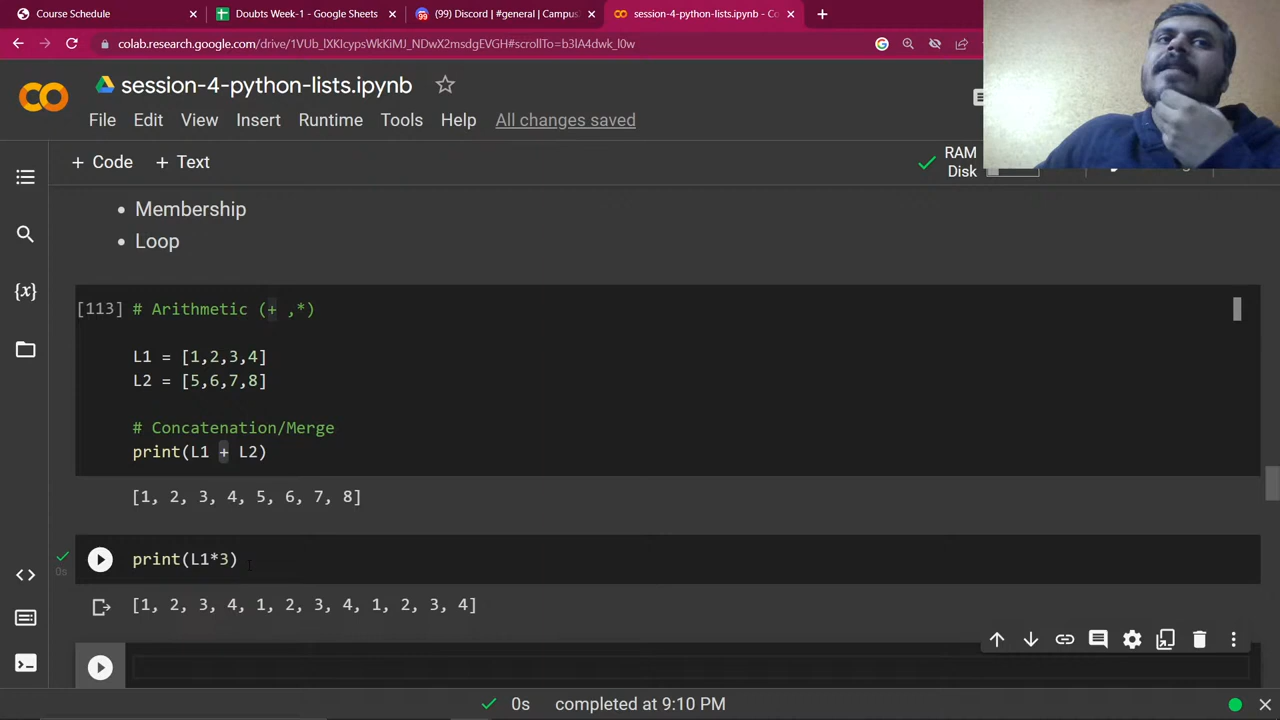 Course Schedule
Doubts Week-1 - Google Sheets
(99) Discord | #general | Campus
session-4-python-lists.ipynb - Co
colab.research.google.com/drive/1VUb_lXKIcypsWkKiMJ_NDwX2msdgEVGH#scrollTo=b3lA4dwk_l0w
session-4-python-lists.ipynb
File Edit View Insert Runtime Tools Help All changes saved
+ Code + Text
RAM
Disk
• Membership
• Loop
[113] # Arithmetic (+ ,*)
L1 = [1,2,3,4]
L2 = [5,6,7,8]
# Concatenation/Merge
print(L1 + L2)
[1, 2, 3, 4, 5, 6, 7, 8]
print(L1*3)
0s
[1, 2, 3, 4, 1, 2, 3, 4, 1, 2, 3, 4]
0s completed at 9:10 PM